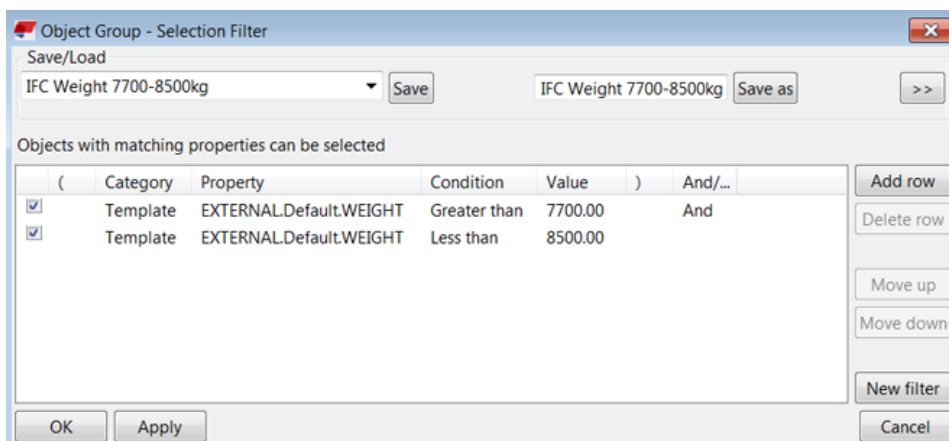 Object Group - Selection Filter
Save/Load
IFC Weight 7700-8500kg Save IFC Weight 7700-8500kg Save as >>
Objects with matching properties can be selected
( Category Property Condition Value ) And/...
Template EXTERNAL.Default.WEIGHT Greater than 7700.00 And
Template EXTERNAL.Default.WEIGHT Less than 8500.00
Add row
Delete row
Move up
Move down
New filter
OK Apply Cancel